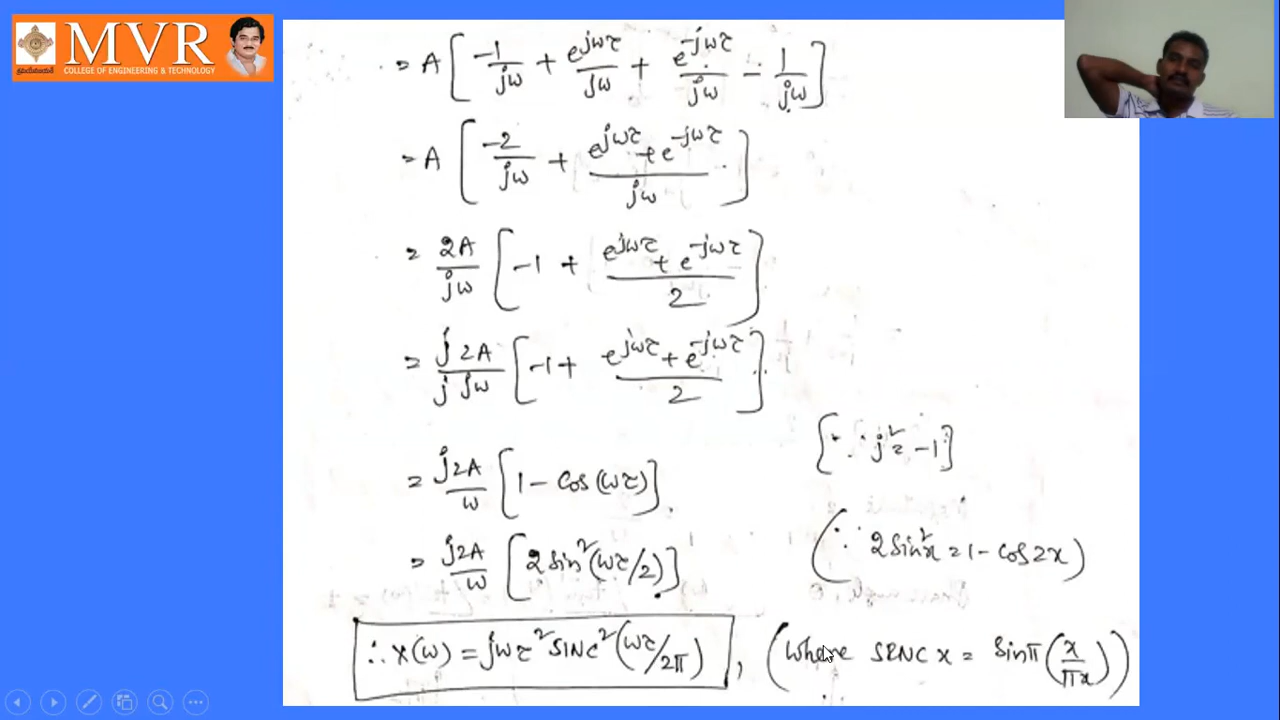 MVR
COLLEGE OF ENGINEERING & TECHNOLOGY
= A [ -1/jω + e^jωτ/jω + e^-jωτ/jω - 1/jω ]
= A [ -2/jω + e^jωτ + e^-jωτ/jω ]
= 2A/jω [ -1 + e^jωτ + e^-jωτ/2 ]
= j 2A/j jω [ -1 + e^jωτ + e^-jωτ/2 ]
[ ∵ j² = -1 ]
= j2A/ω [ 1 - Cos(ωτ) ]
( ∵ 2Sin²x = 1 - Cos2x )
= j2A/ω [ 2Sin²(ωτ/2) ]
∴ X(ω) = jωτ² SINC²(ωτ/2π), (Where SINC x = Sinπ(x/πx))